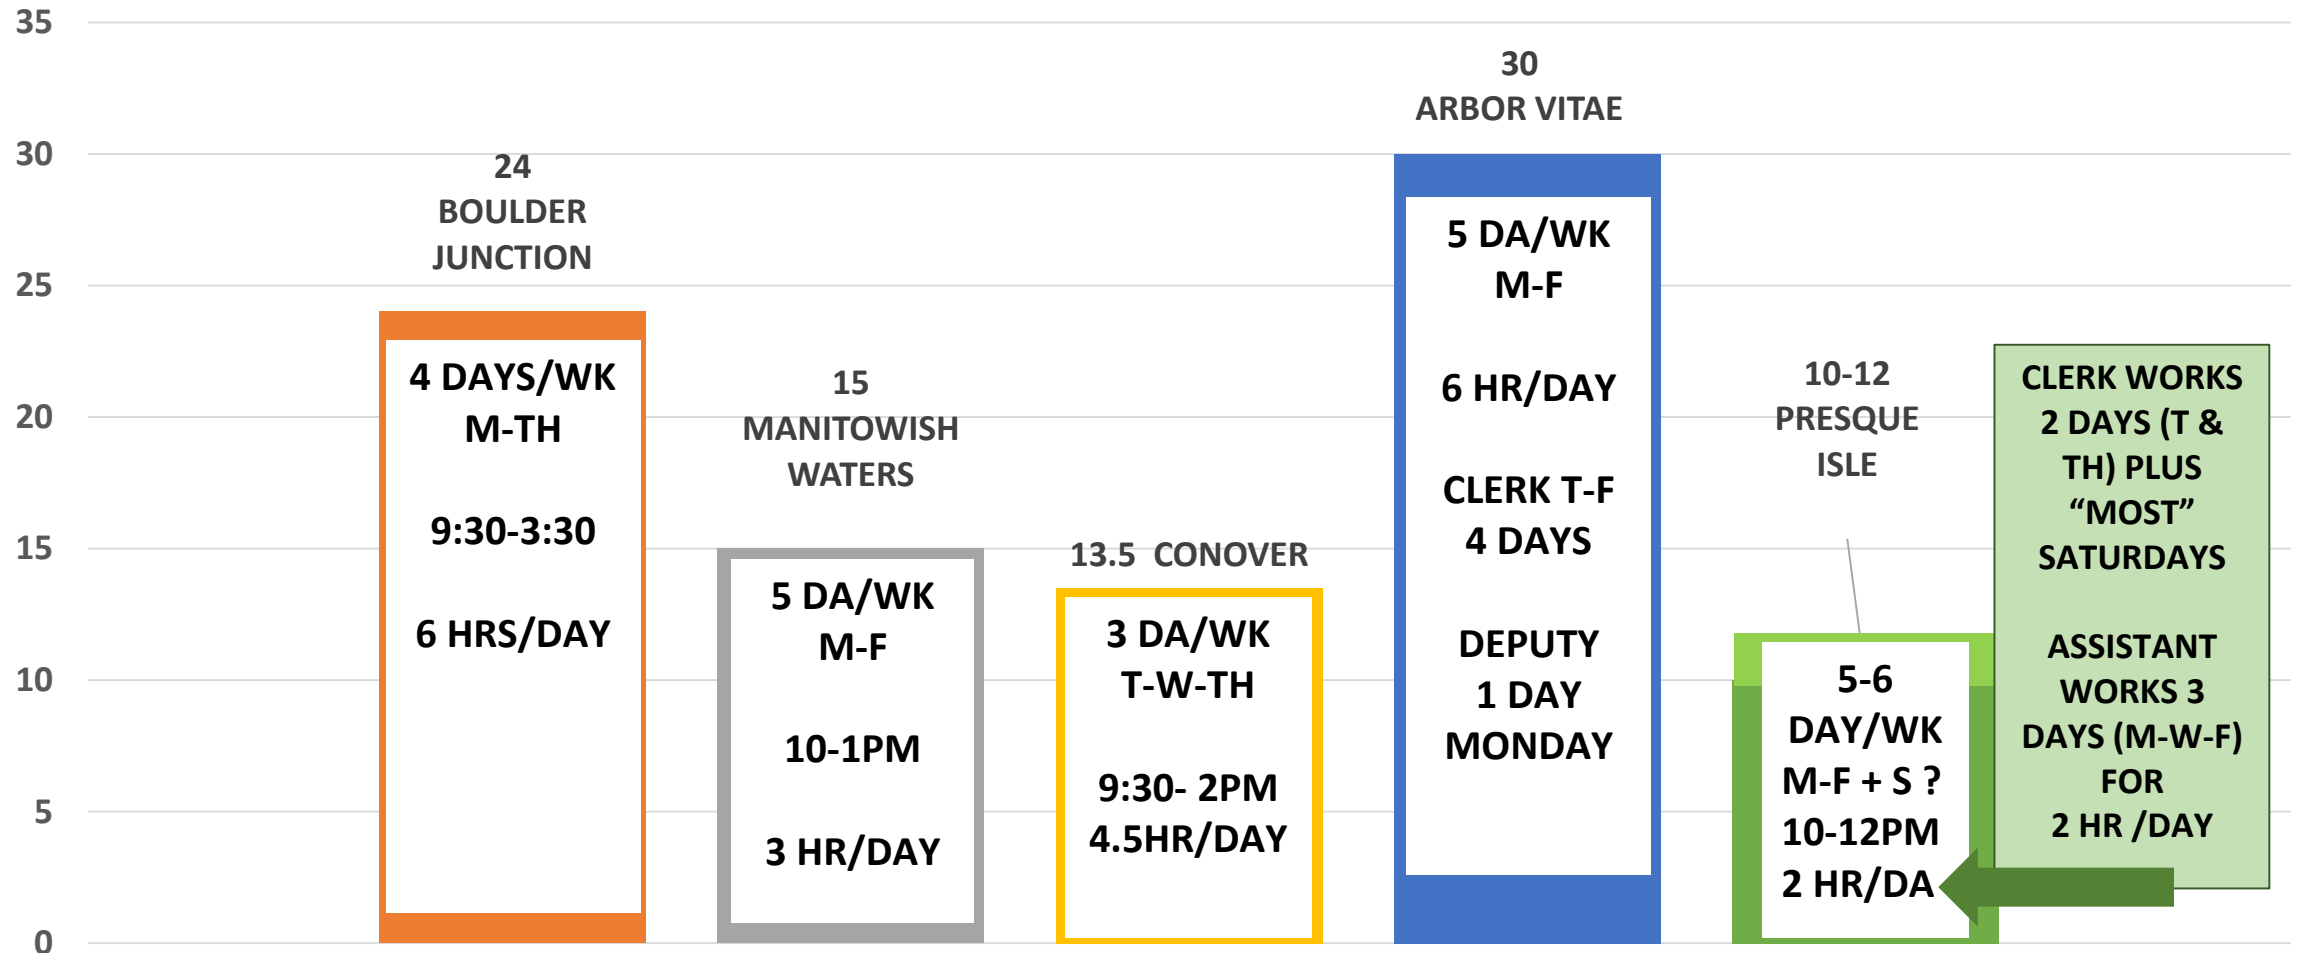 35
30
25
20
15
10
5
0
24
BOULDER
JUNCTION
4 DAYS/WK
M-TH
9:30-3:30
6 HRS/DAY
15
MANITOWISH
WATERS
5 DA/WK
M-F
10-1PM
3 HR/DAY
13.5 CONOVER
3 DA/WK
T-W-TH
9:30- 2PM
4.5HR/DAY
30
ARBOR VITAE
5 DA/WK
M-F
6 HR/DAY
CLERK T-F
4 DAYS
DEPUTY
1 DAY
MONDAY
10-12
PRESQUE
ISLE
5-6
DAY/WK
M-F + S ?
10-12PM
2 HR/DA
CLERK WORKS
2 DAYS (T &
TH) PLUS
“MOST”
SATURDAYS
ASSISTANT
WORKS 3
DAYS (M-W-F)
FOR
2 HR /DAY